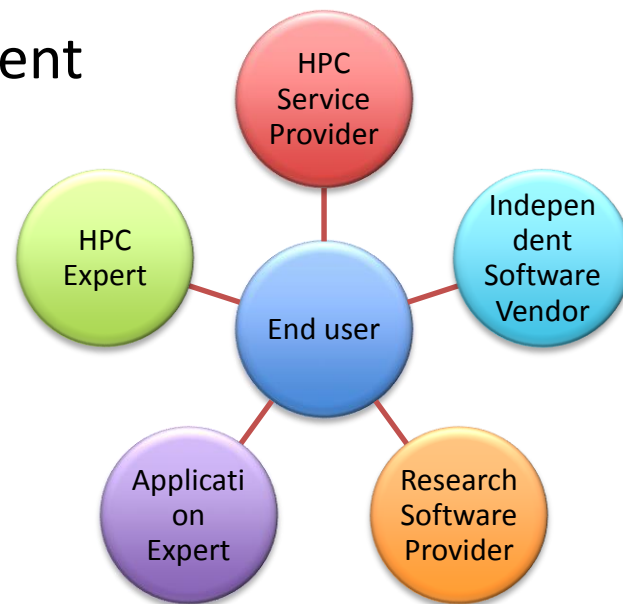 ent
HPC
Service
Provider
HPC
Expert
Indepen
dent
Software
Vendor
End user
Applicati
on
Expert
Research
Software
Provider